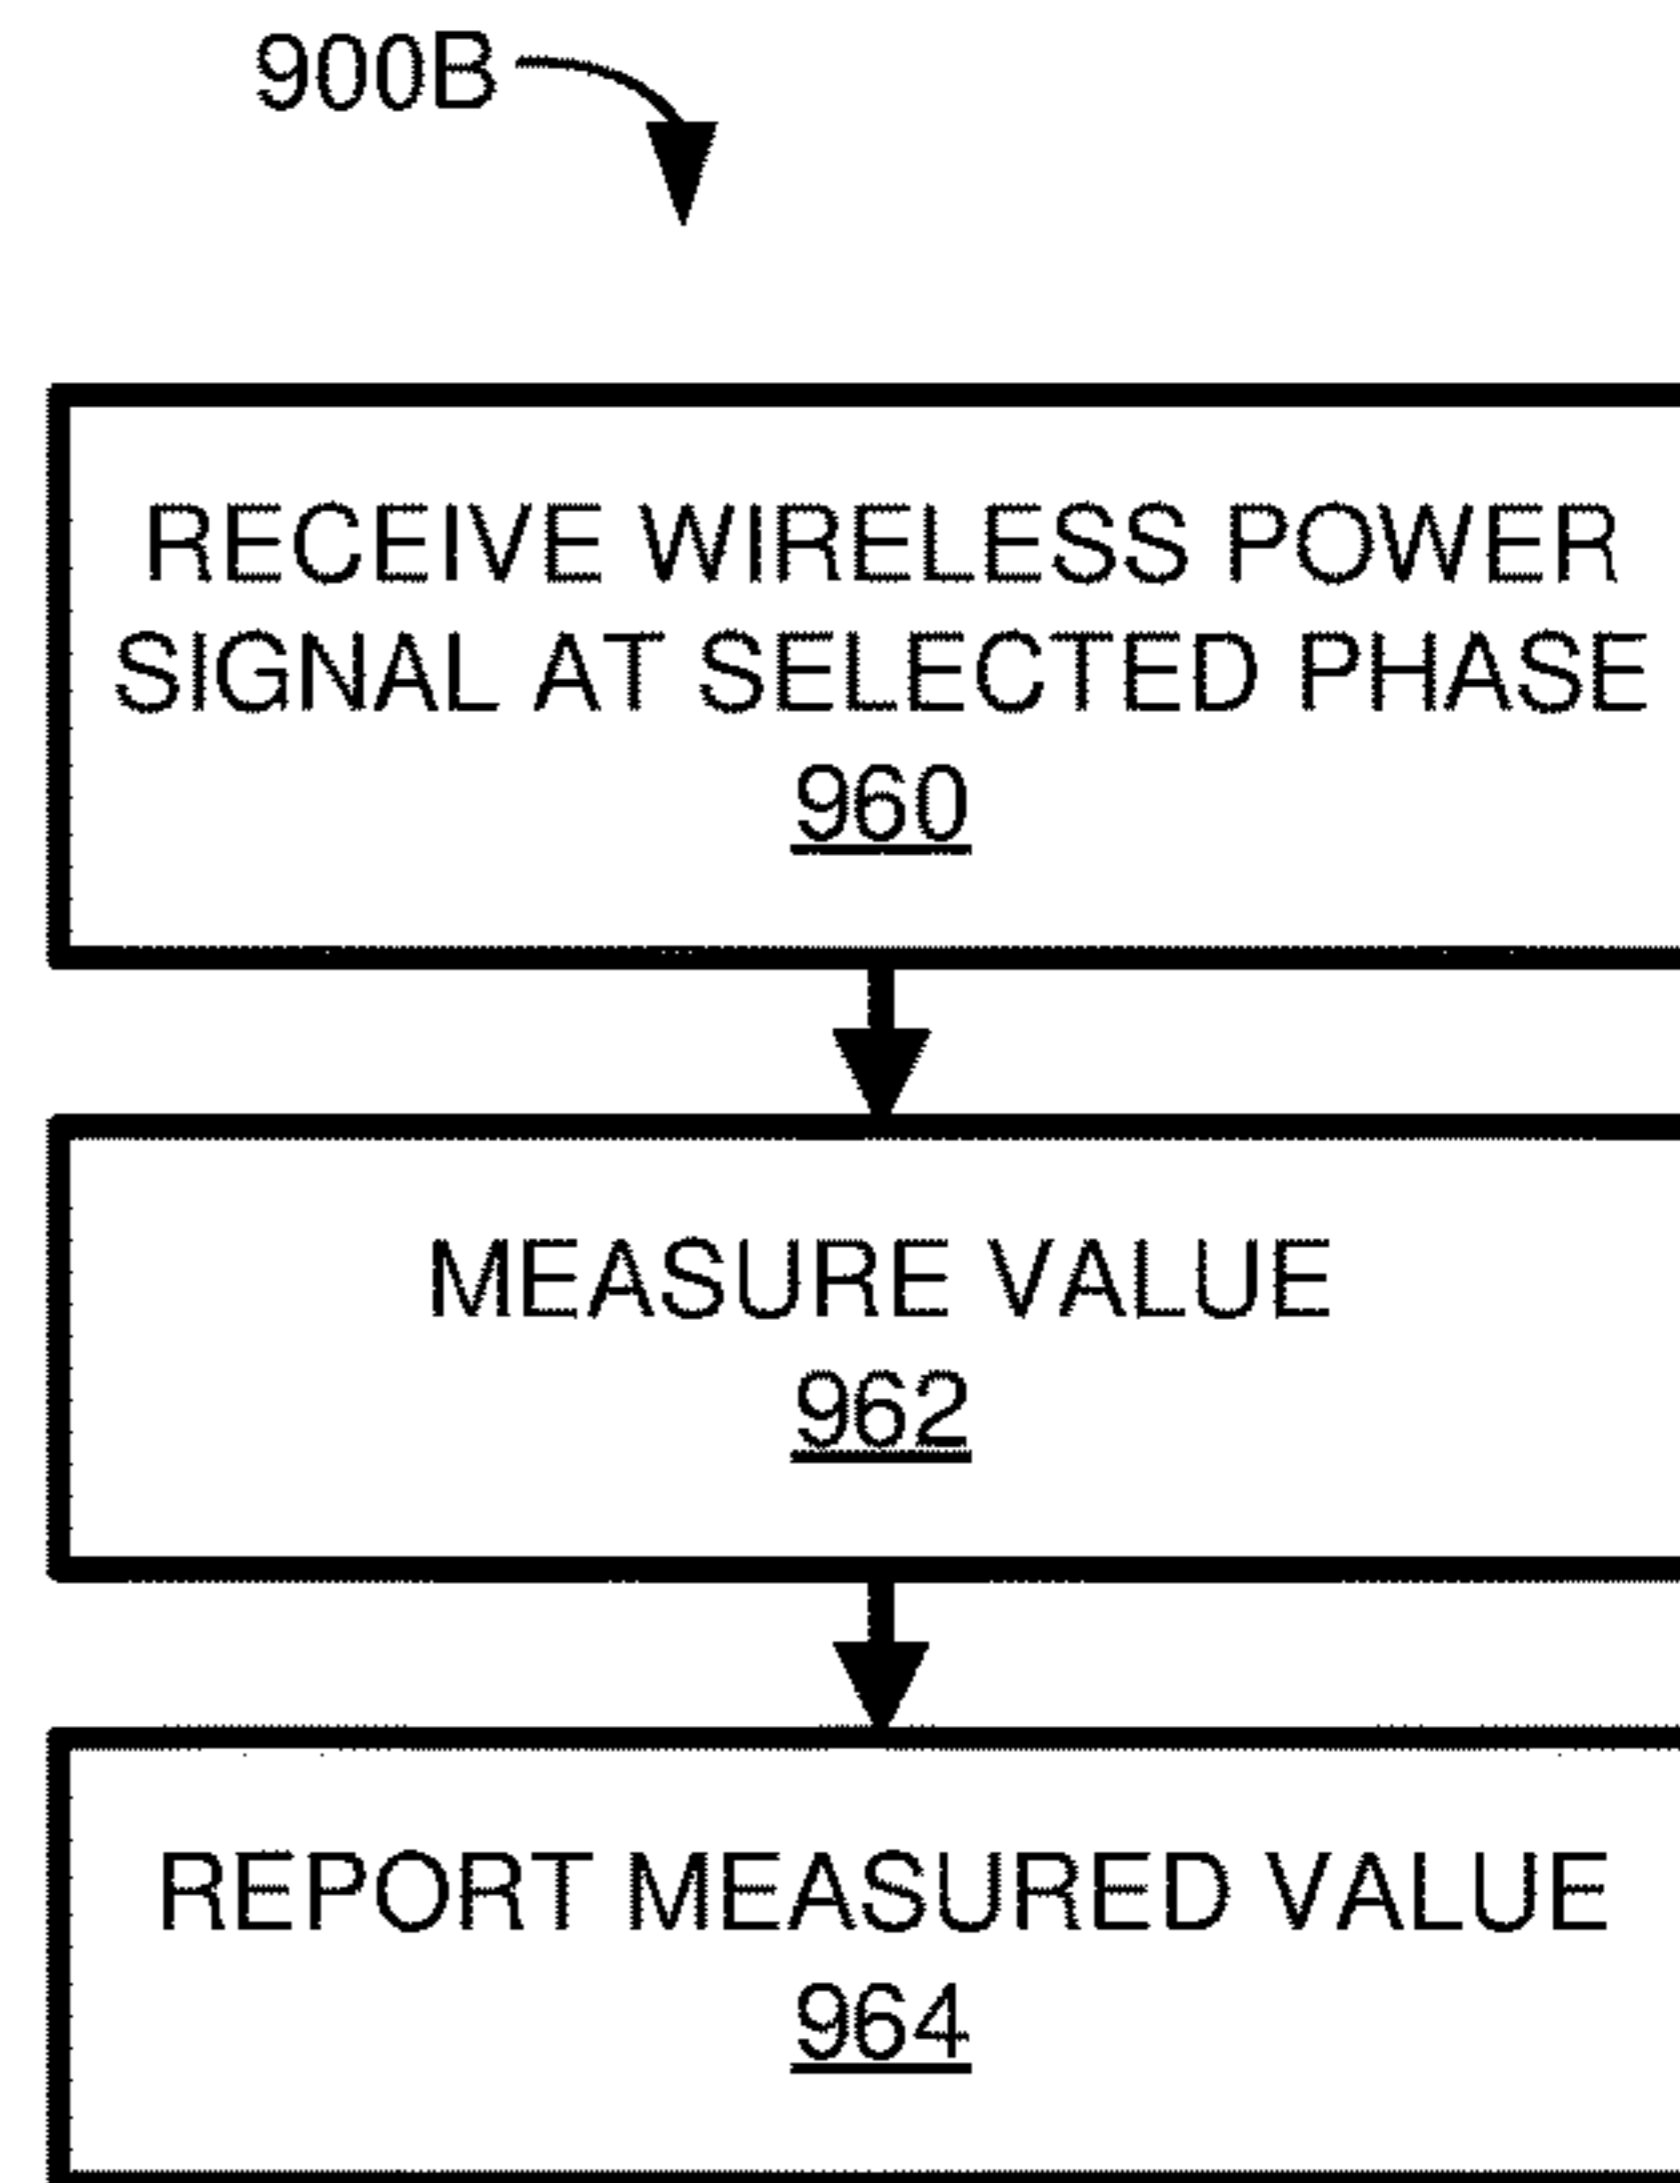 900B
RECEIVE WIRELESS POWER
SIGNAL AT SELECTED PHASE
960
MEASURE VALUE
962
REPORT MEASURED VALUE
964